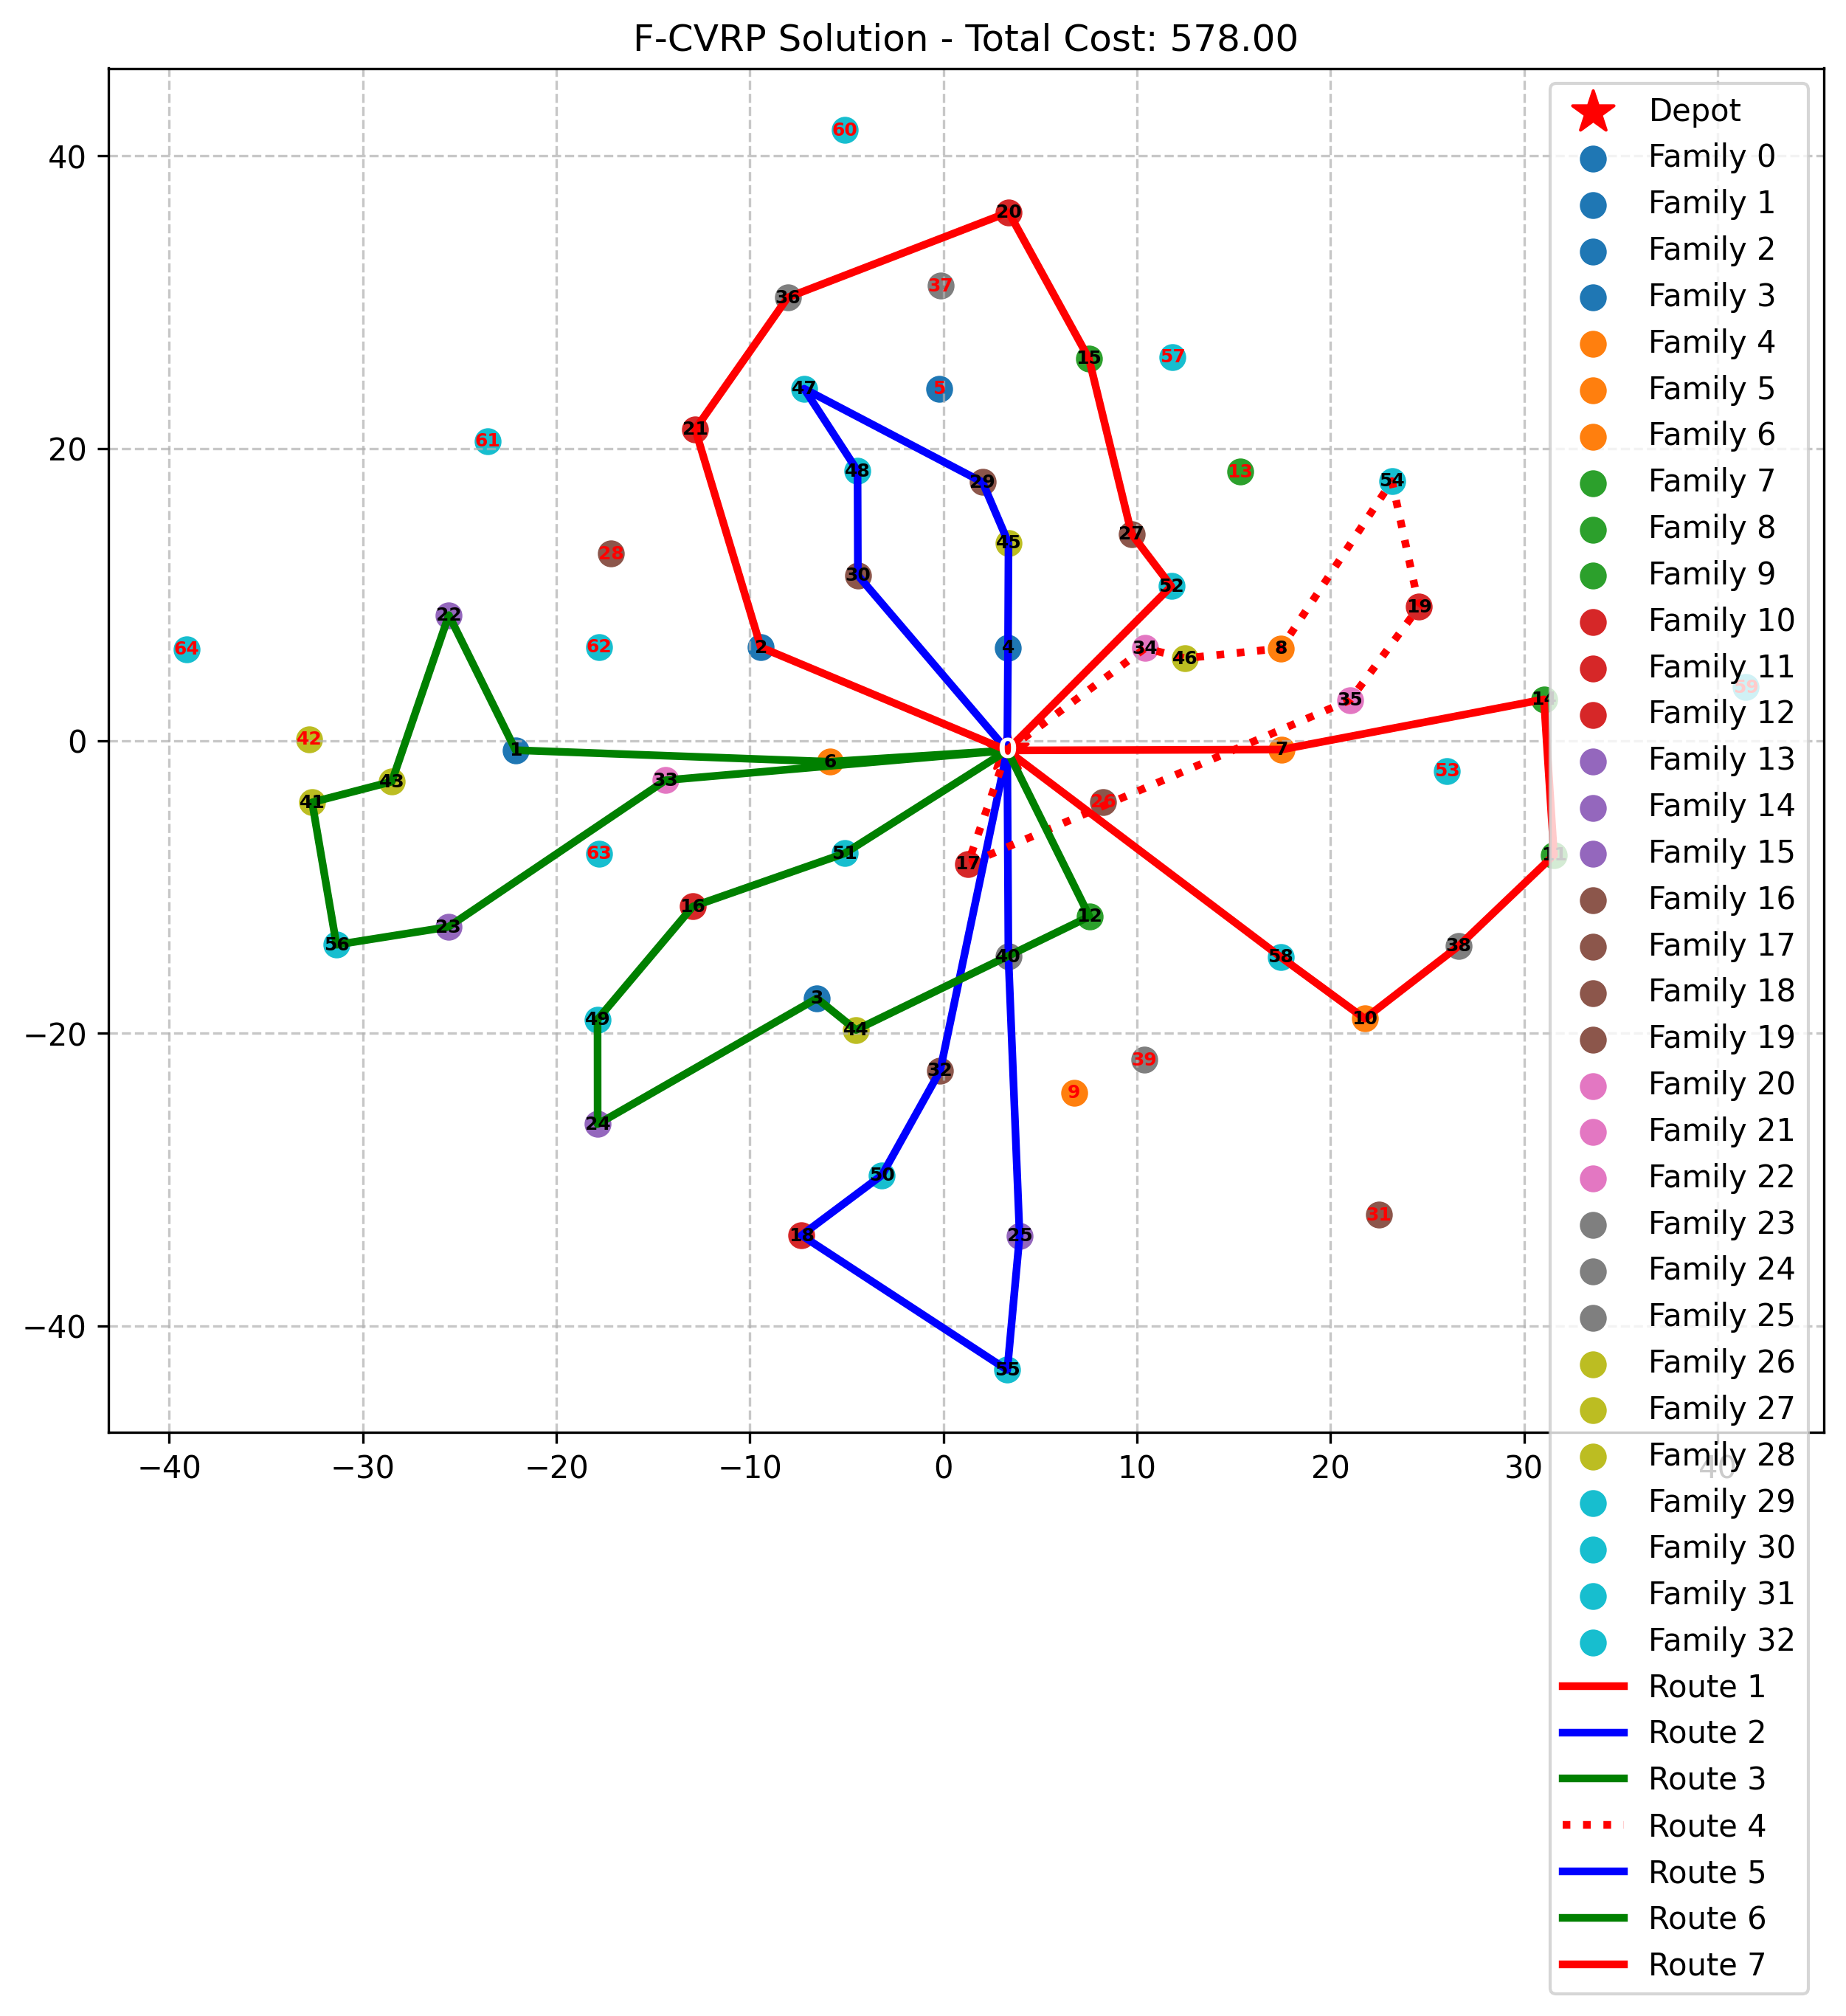 F-CVRP Solution - Total Cost: 578.00
40
20
0
−20
−40
−40
−30
−20
−10
0
10
20
30
40
60
20
37
36
15
57
47
5
21
61
48
29
13
54
28
27
45
30
52
22
19
64
62
2
4
34
46
8
35
14
59
42
1
6
0
7
43
33
53
41
26
63
51
17
11
16
12
23
56
40
58
38
3
49
44
10
39
32
9
24
50
31
18
25
55
Depot
Family 0
Family 1
Family 2
Family 3
Family 4
Family 5
Family 6
Family 7
Family 8
Family 9
Family 10
Family 11
Family 12
Family 13
Family 14
Family 15
Family 16
Family 17
Family 18
Family 19
Family 20
Family 21
Family 22
Family 23
Family 24
Family 25
Family 26
Family 27
Family 28
Family 29
Family 30
Family 31
Family 32
Route 1
Route 2
Route 3
Route 4
Route 5
Route 6
Route 7